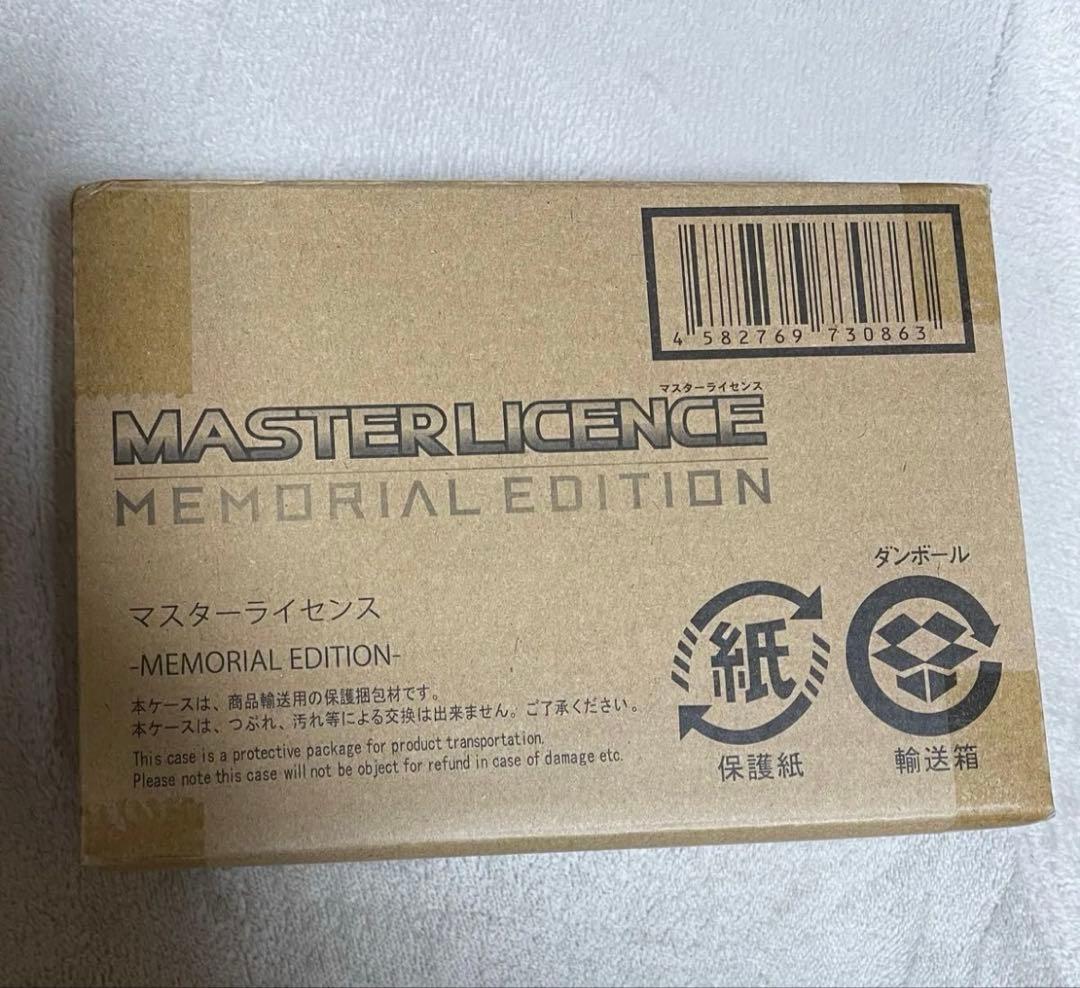 4 582769 730863
マスターライセンス
MASTER LICENCE
MEMORIAL EDITION
マスターライセンス
-MEMORIAL EDITION-
本ケースは、商品輸送用の保護梱包材です。
本ケースは、つぶれ、汚れ等による交換は出来ません。ご了承ください。
This case is a protective package for product transportation.
Please note this case will not be object for refund in case of damage etc.
紙
保護紙
ダンボール
輸送箱